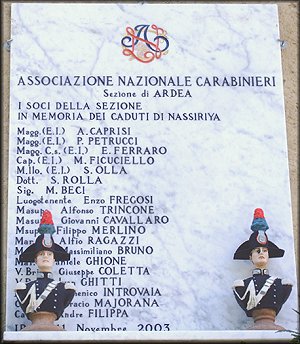 ASSOCIAZIONE NAZIONALE CARABINIERI
Sezione di ARDEA
I SOCI DELLA SEZIONE
IN MEMORIA DEI CADUTI DI NASSIRIYA
Magg.(E.I.) A. CAPRISI
Magg.(E.I.) P. PETRUCCI
Magg. C.s. (E.I.) E. FERRARO
Cap.(E.I.) M. FICUCIELLO
M.llo. (E.I.) S. OLLA
Dott. S. ROLLA
Sig. M. BECI
Luogotenente Enzo FREGOSI
Alfonso TRINCONE
Giovanni CAVALLARO
Filippo MERLINO
Alfio RAGAZZI
Massimiliano BRUNO
GHIONE
Giuseppe COLETTA
GHITTI
INTROVAIA
MAJORANA
FILIPPA
Novembre 2003